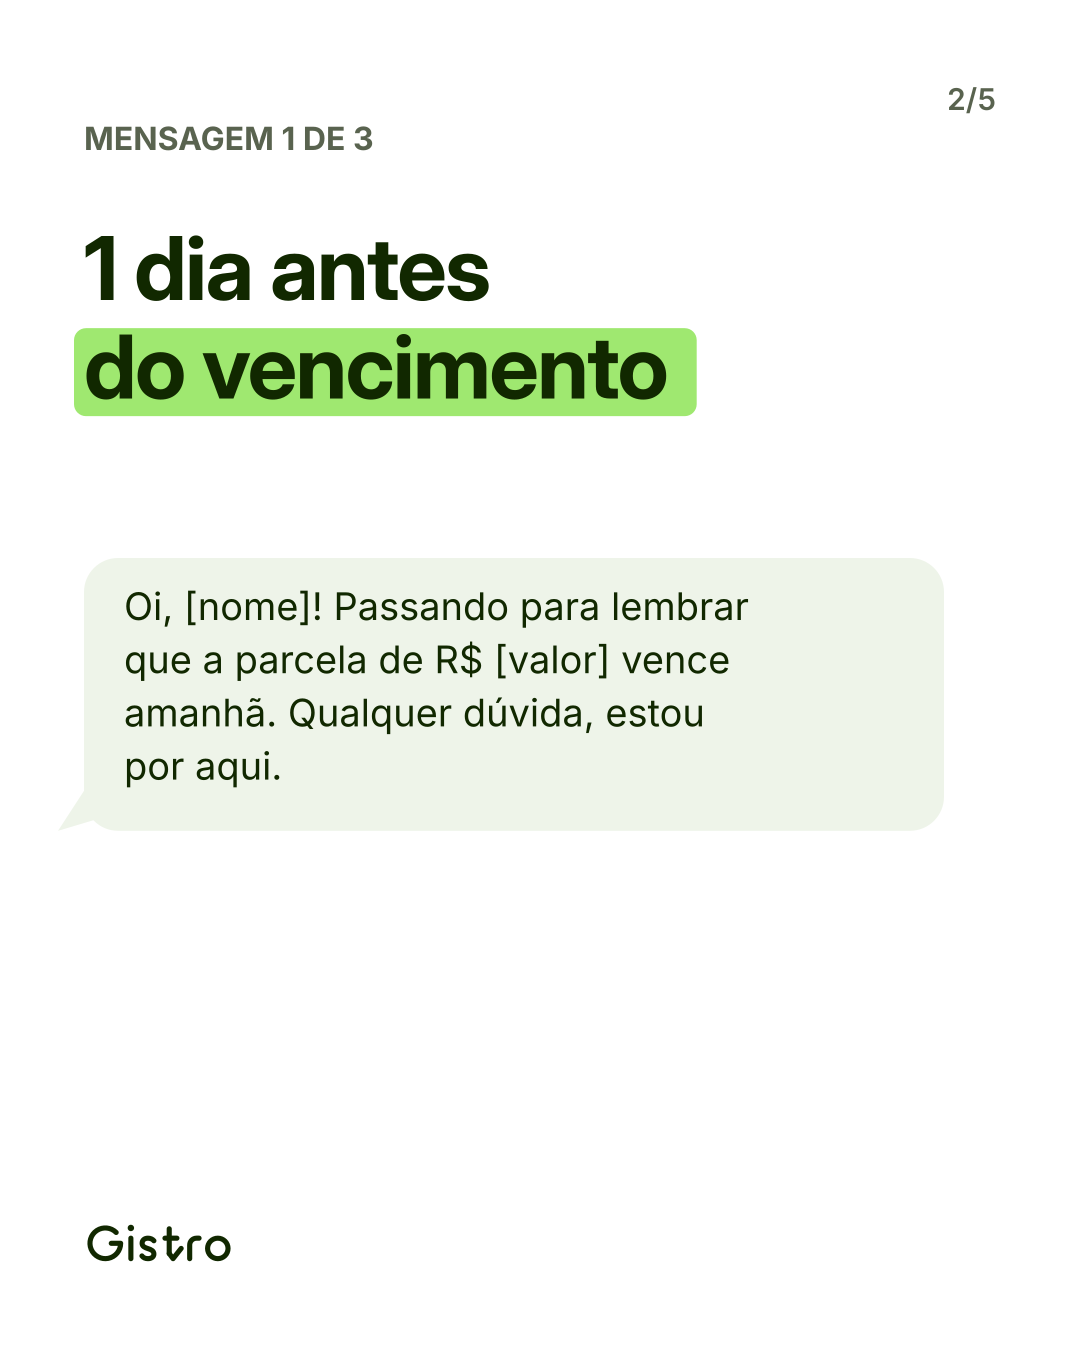 2/5
MENSAGEM 1 DE 3
1 dia antes
do vencimento
Oi, [nome]! Passando para lembrar
que a parcela de R$ [valor] vence
amanhã. Qualquer dúvida, estou
por aqui.
Gistro